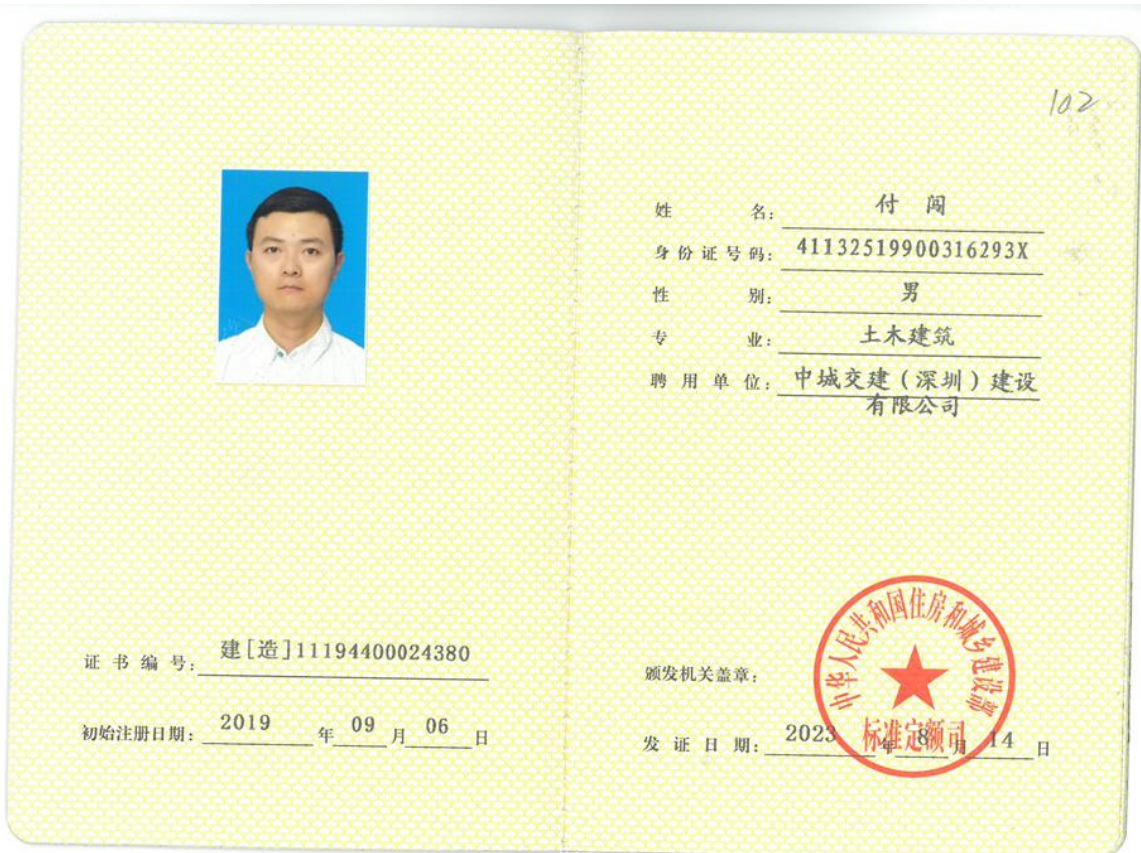 102
姓 名: 付 闯
身份证号码: 41132519900316293X
性 别: 男
专 业: 土木建筑
聘用单位: 中城交建(深圳)建设
有限公司
证书编号: 建[造]11194400024380
初始注册日期: 2019 年 09 月 06 日
颁发机关盖章:
中华人民共和国住房和城乡建设部
标准定额司
发证日期: 2023 年 8 月 14 日